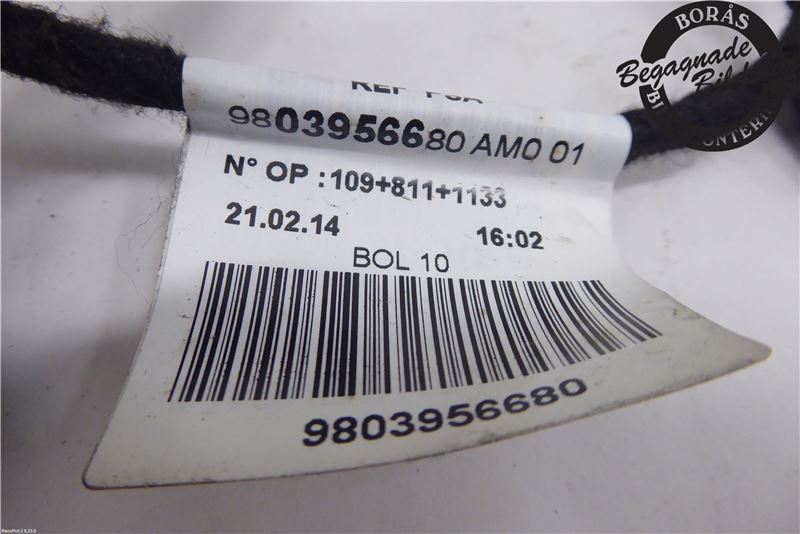 REF PSA
9803956680 AM0 01
N° OP : 109+811+1133
21.02.14 16:02
BOL 10
9803956680
BORÅS
Begagnade